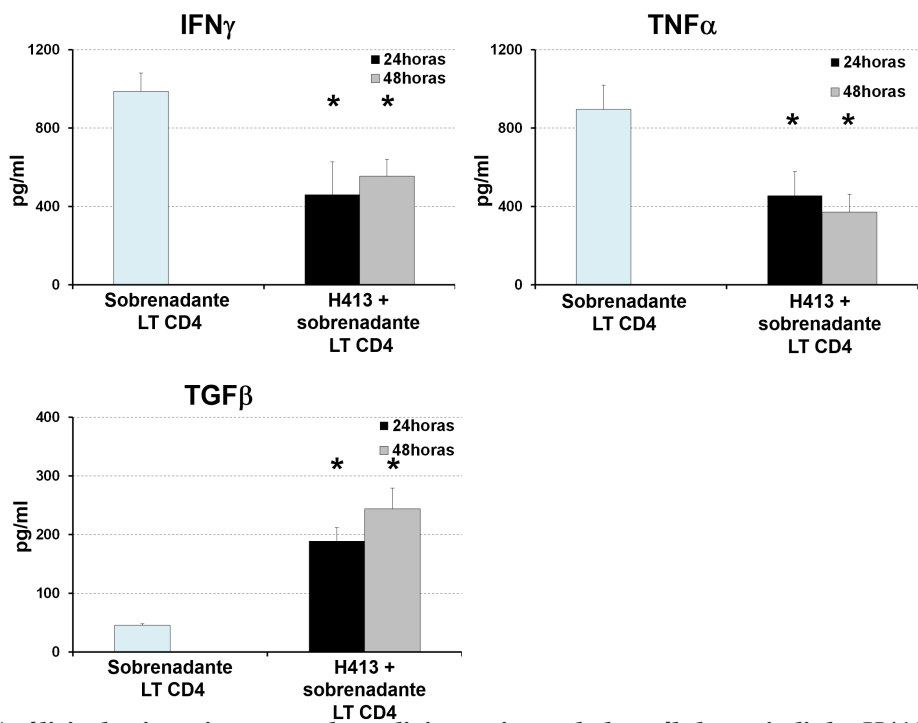 IFNγ
1200
800
400
0
pg/ml
24horas
48horas
* *
Sobrenadante
LT CD4
H413 +
sobrenadante
LT CD4
TNFα
1200
800
400
0
pg/ml
24horas
48horas
* *
Sobrenadante
LT CD4
H413 +
sobrenadante
LT CD4
TGFβ
400
300
200
100
0
pg/ml
24horas
48horas
* *
Sobrenadante
LT CD4
H413 +
sobrenadante
LT CD4